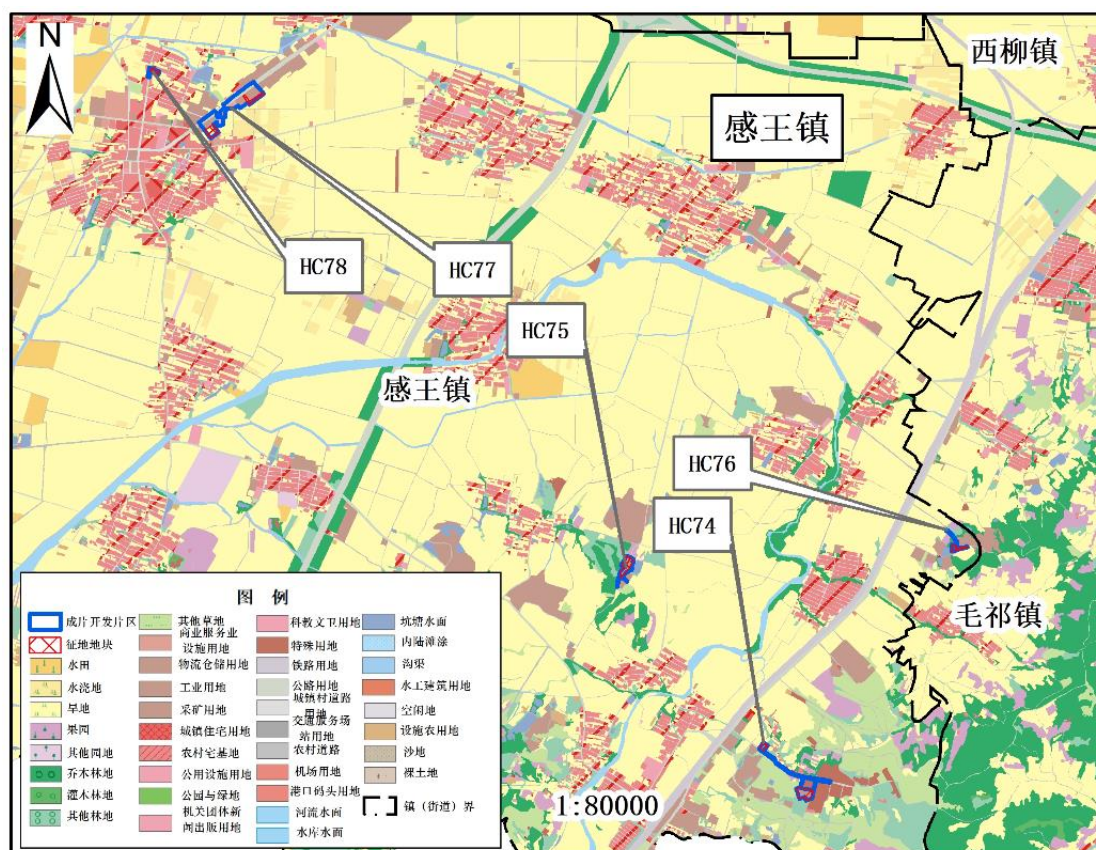 N
西柳镇
感王镇
HC78
HC77
HC75
感王镇
HC76
HC74
毛祁镇
1:80000
图 例
成片开发片区
征地地块
水田
水浇地
旱地
果园
其他园地
乔木林地
灌木林地
其他林地
其他草地
商业服务业
设施用地
物流仓储用地
工业用地
采矿用地
城镇住宅用地
农村宅基地
公用设施用地
公园与绿地
机关团体新
闻出版用地
科教文卫用地
特殊用地
铁路用地
公路用地
城镇村道路
用地
交通服务场
站用地
农村道路
机场用地
港口码头用地
河流水面
水库水面
坑塘水面
内陆滩涂
沟渠
水工建筑用地
空闲地
设施农用地
沙地
裸土地
镇（街道）界